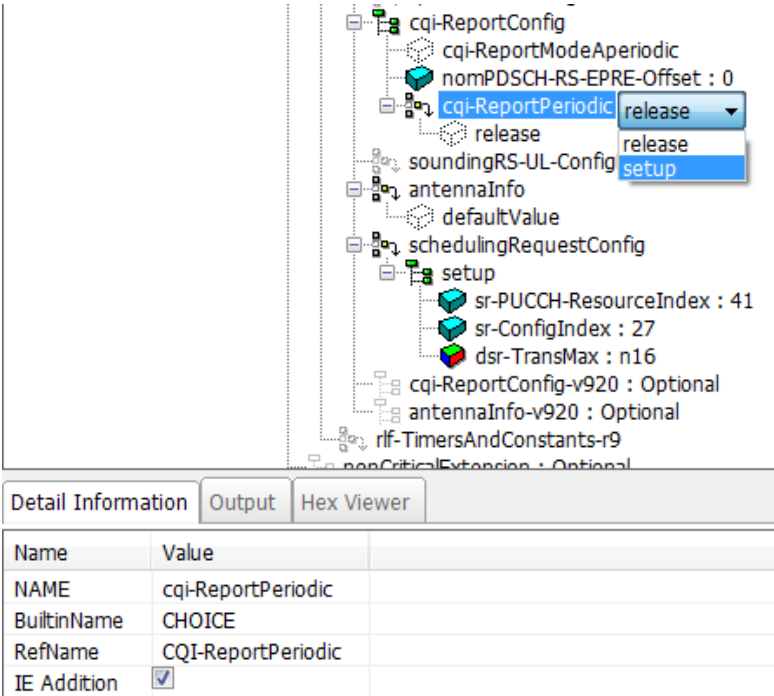 cqi-ReportConfig
cqi-ReportModeAperiodic
nomPDSCH-RS-EPRE-Offset : 0
cqi-ReportPeriodic release
release release
soundingRS-UL-Config setup
antennaInfo
defaultValue
schedulingRequestConfig
setup
sr-PUCCH-ResourceIndex : 41
sr-ConfigIndex : 27
dsr-TransMax : n16
cqi-ReportConfig-v920 : Optional
antennaInfo-v920 : Optional
rlf-TimersAndConstants-r9
nonCriticalExtension : Optional
Detail Information Output Hex Viewer
Name Value
NAME cqi-ReportPeriodic
BuiltinName CHOICE
RefName CQI-ReportPeriodic
IE Addition